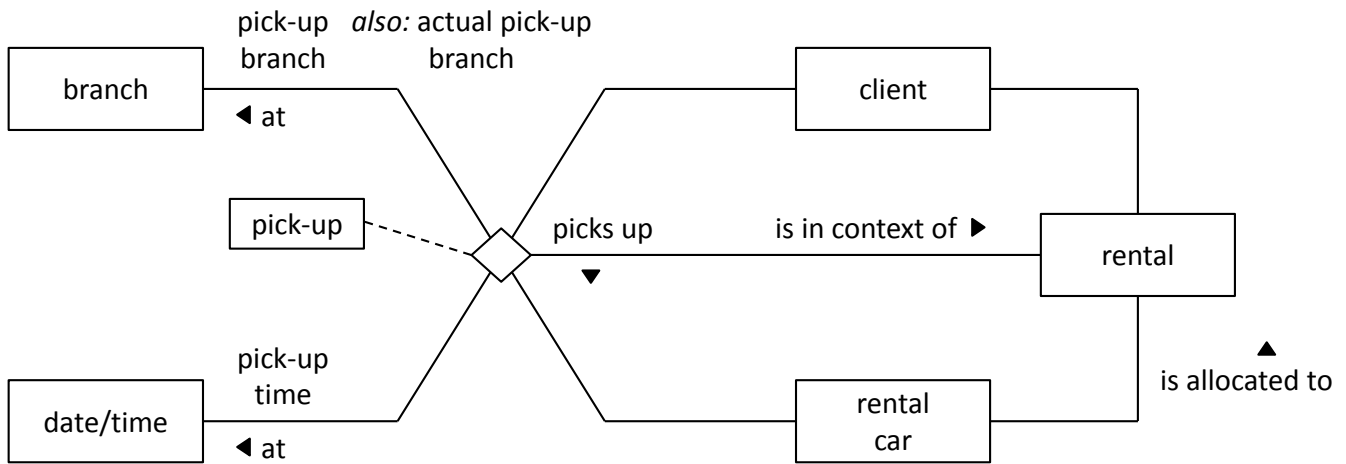 pick-up also: actual pick-up
branch branch
branch
◀ at
client
pick-up
picks up
▼
is in context of ▶
rental
pick-up
time
date/time
◀ at
rental
car
▲
is allocated to